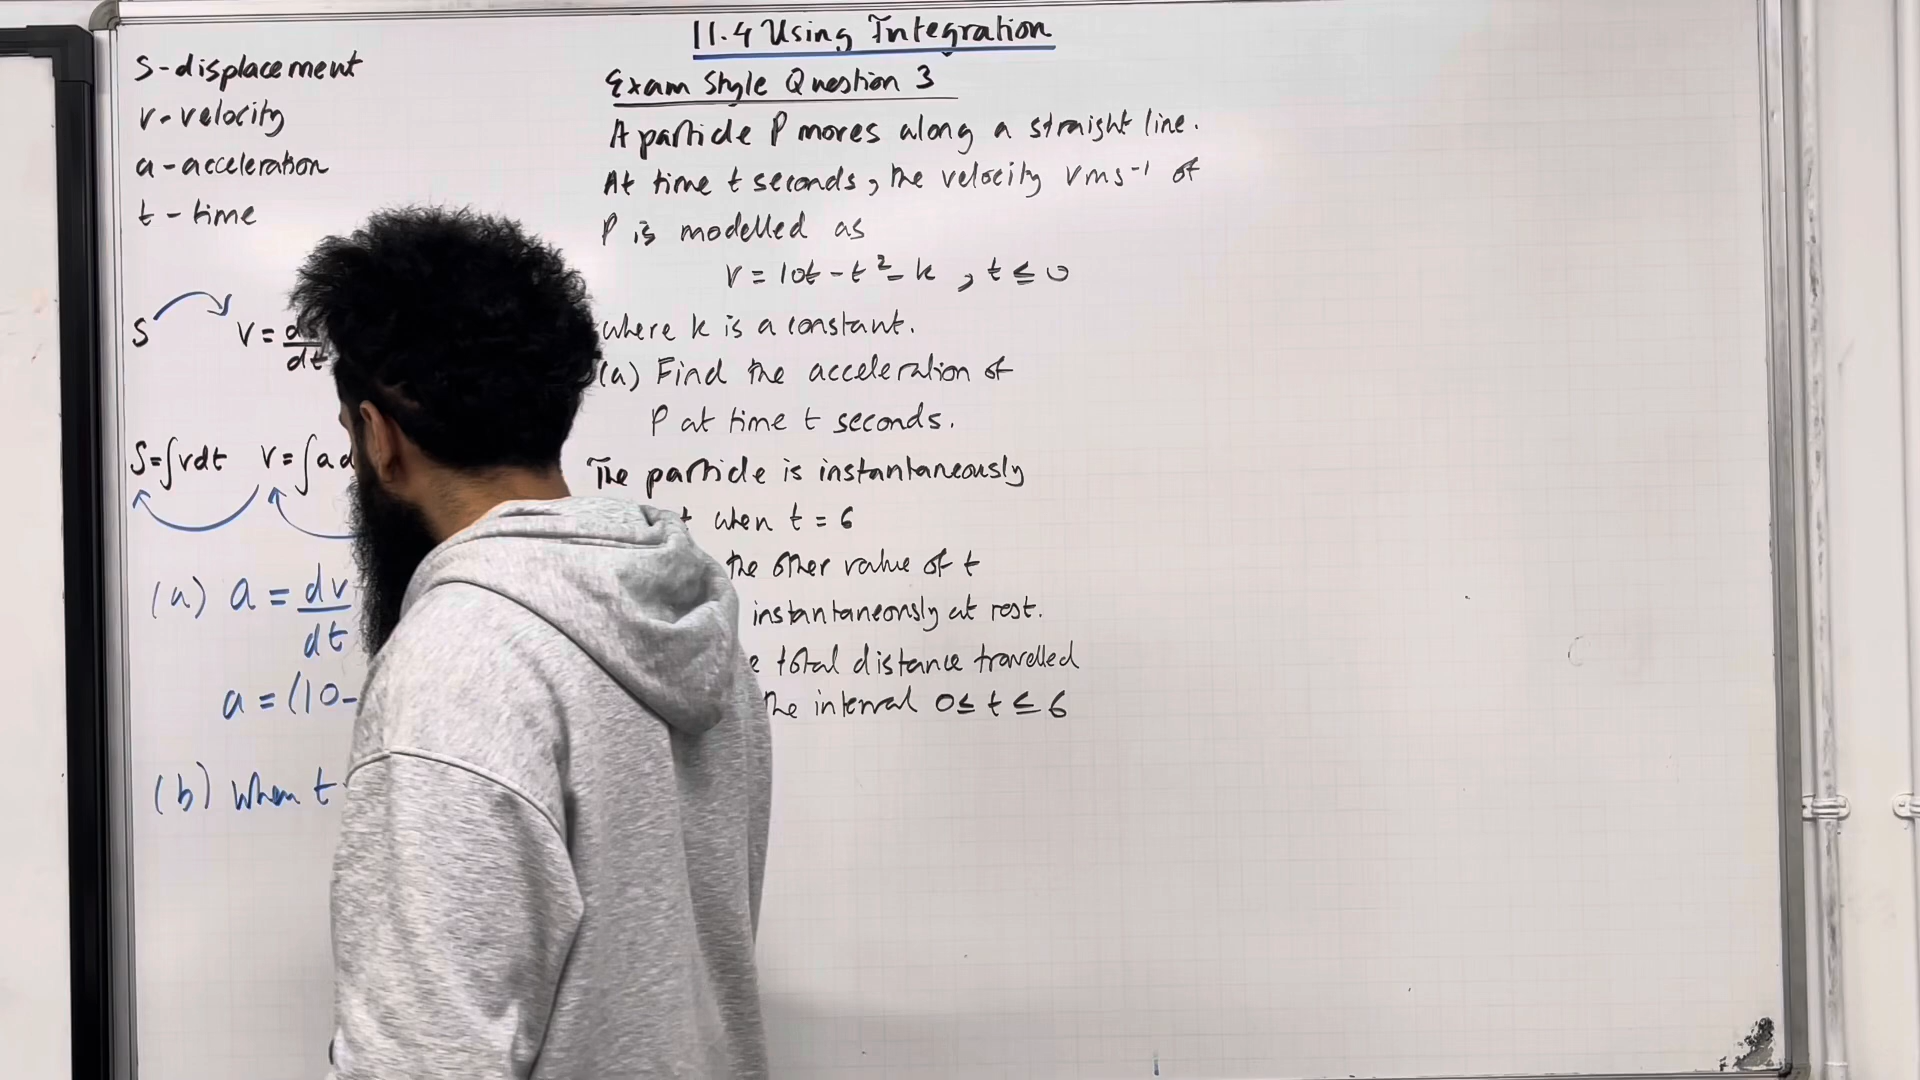 11.4 Using Integration
s-displacement
v-velocity
a-acceleration
t-time
S V = ds/dt
S=∫vdt V=∫ad
(a) a = dv/dt
a = (10-
(b) When t
Exam Style Question 3
A particle P moves along a straight line.
At time t seconds, the velocity vms⁻¹ of
P is modelled as
v = 10t - t² - k , t ≤ 0
where k is a constant.
(a) Find the acceleration of
P at time t seconds.
The particle is instantaneously
t when t = 6
the other value of t
instantaneously at rest.
total distance travelled
the interval 0 ≤ t ≤ 6